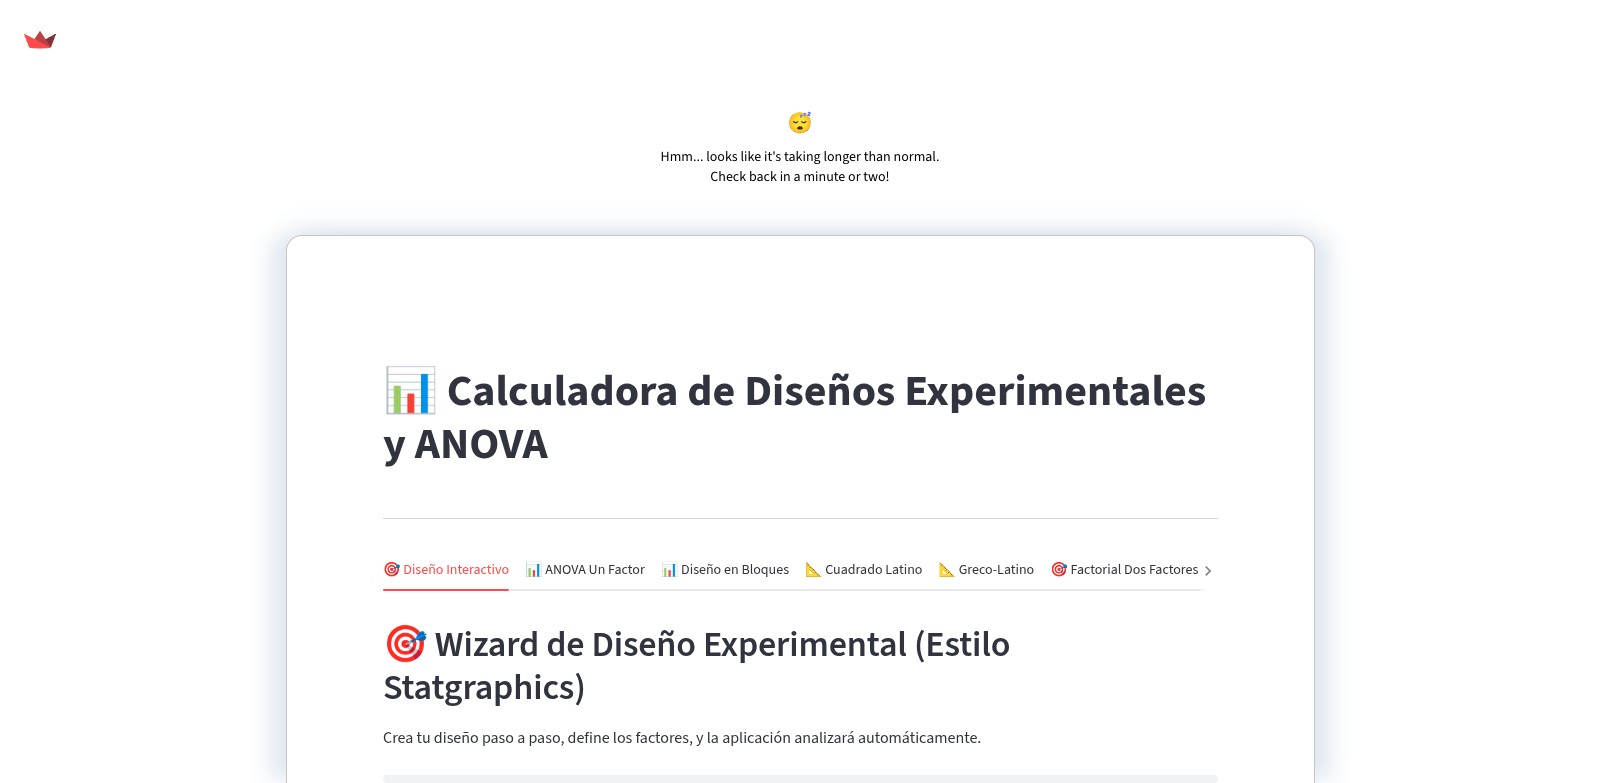 Hmm... looks like it's taking longer than normal.
Check back in a minute or two!
Calculadora de Diseños Experimentales
y ANOVA
Diseño Interactivo ANOVA Un Factor Diseño en Bloques Cuadrado Latino Greco-Latino Factorial Dos Factores
Wizard de Diseño Experimental (Estilo
Statgraphics)
Crea tu diseño paso a paso, define los factores, y la aplicación analizará automáticamente.